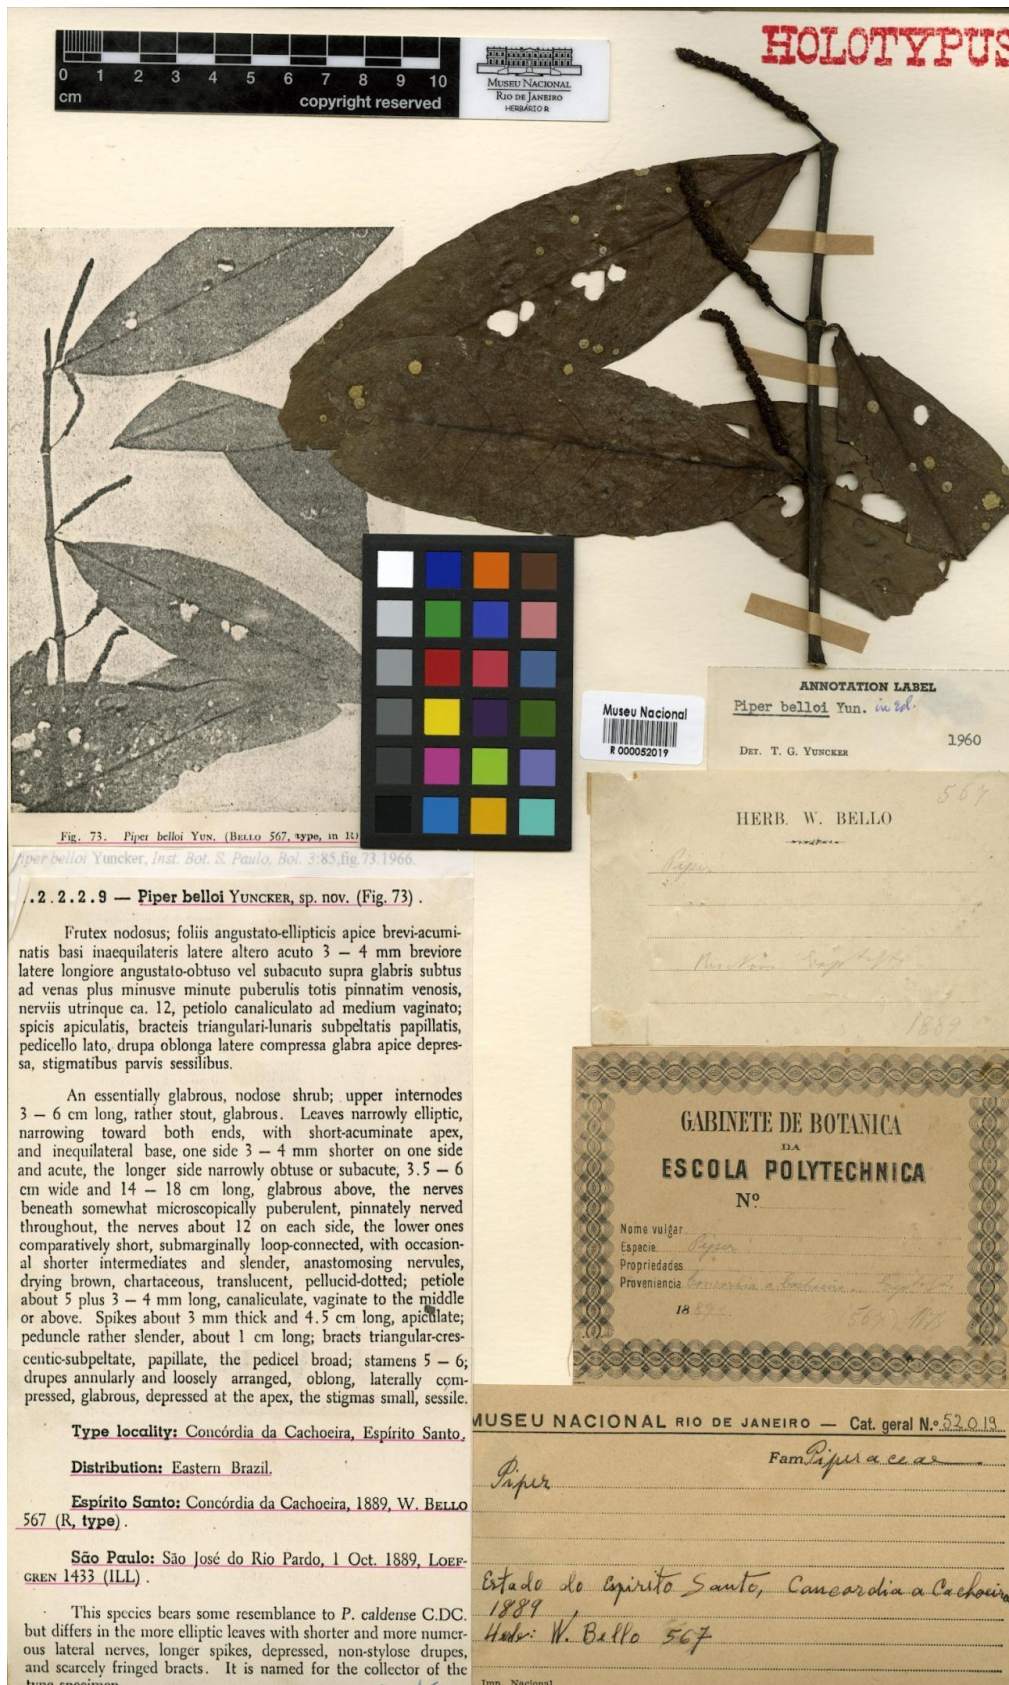 HOLOTYPUS
0 1 2 3 4 5 6 7 8 9 10
cm
copyright reserved
MUSEU NACIONAL
RIO DE JANEIRO
HERBÁRIO R
Fig. 73. Piper belloi YUN. (BELLO 567, type, in R)
iper belloi Yuncker, Inst. Bot. S. Paulo, Bol. 3:85,fig.73.1966.
.2.2.2.9 — Piper belloi YUNCKER, sp. nov. (Fig. 73).
Frutex nodosus; foliis angustato-ellipticis apice brevi-acumi-
natis basi inaequilateris latere altero acuto 3 — 4 mm breviore
latere longiore angustato-obtuso vel subacuto supra glabris subtus
ad venas plus minusve minute puberulis totis pinnatim venosis,
nerviis utrinque ca. 12, petiolo canaliculato ad medium vaginato;
spicis apiculatis, bracteis triangulari-lunaris subpeltatis papillatis,
pedicello lato, drupa oblonga latere compressa glabra apice depres-
sa, stigmatibus parvis sessilibus.
An essentially glabrous, nodose shrub; upper internodes
3 — 6 cm long, rather stout, glabrous. Leaves narrowly elliptic,
narrowing toward both ends, with short-acuminate apex,
and inequilateral base, one side 3 — 4 mm shorter on one side
and acute, the longer side narrowly obtuse or subacute, 3.5 — 6
cm wide and 14 — 18 cm long, glabrous above, the nerves
beneath somewhat microscopically puberulent, pinnately nerved
throughout, the nerves about 12 on each side, the lower ones
comparatively short, submarginally loop-connected, with occasion-
al shorter intermediates and slender, anastomosing nervules,
drying brown, chartaceous, translucent, pellucid-dotted; petiole
about 5 plus 3 — 4 mm long, canaliculate, vaginate to the middle
or above. Spikes about 3 mm thick and 4.5 cm long, apiculate;
peduncle rather slender, about 1 cm long; bracts triangular-cres-
centic-subpeltate, papillate, the pedicel broad; stamens 5 — 6;
drupes annularly and loosely arranged, oblong, laterally com-
pressed, glabrous, depressed at the apex, the stigmas small, sessile.
Type locality: Concórdia da Cachoeira, Espírito Santo.
Distribution: Eastern Brazil.
Espírito Santo: Concórdia da Cachoeira, 1889, W. BELLO
567 (R, type).
São Paulo: São José do Rio Pardo, 1 Oct. 1889, LOEF-
GREN 1433 (ILL).
This species bears some resemblance to P. caldense C.DC.
but differs in the more elliptic leaves with shorter and more numer-
ous lateral nerves, longer spikes, depressed, non-stylose drupes,
and scarcely fringed bracts. It is named for the collector of the
type specimen.
Museu Nacional
R 000052019
ANNOTATION LABEL
Piper belloi Yun. in ed.
1960
DET. T. G. YUNCKER
567
HERB. W. BELLO
Piper
1889
GABINETE DE BOTANICA
DA
ESCOLA POLYTECHNICA
Nº
Nome vulgar
Especie Piper
Propriedades
Proveniencia Concordia a Cachoeira
1889
567
MUSEU NACIONAL RIO DE JANEIRO — Cat. geral N.º 52.019
Fam Piperaceae
Piper
Estado do Espirito Santo, Concordia a Cachoeira
1889
Herb: W. Bello 567
Imp. Nacional